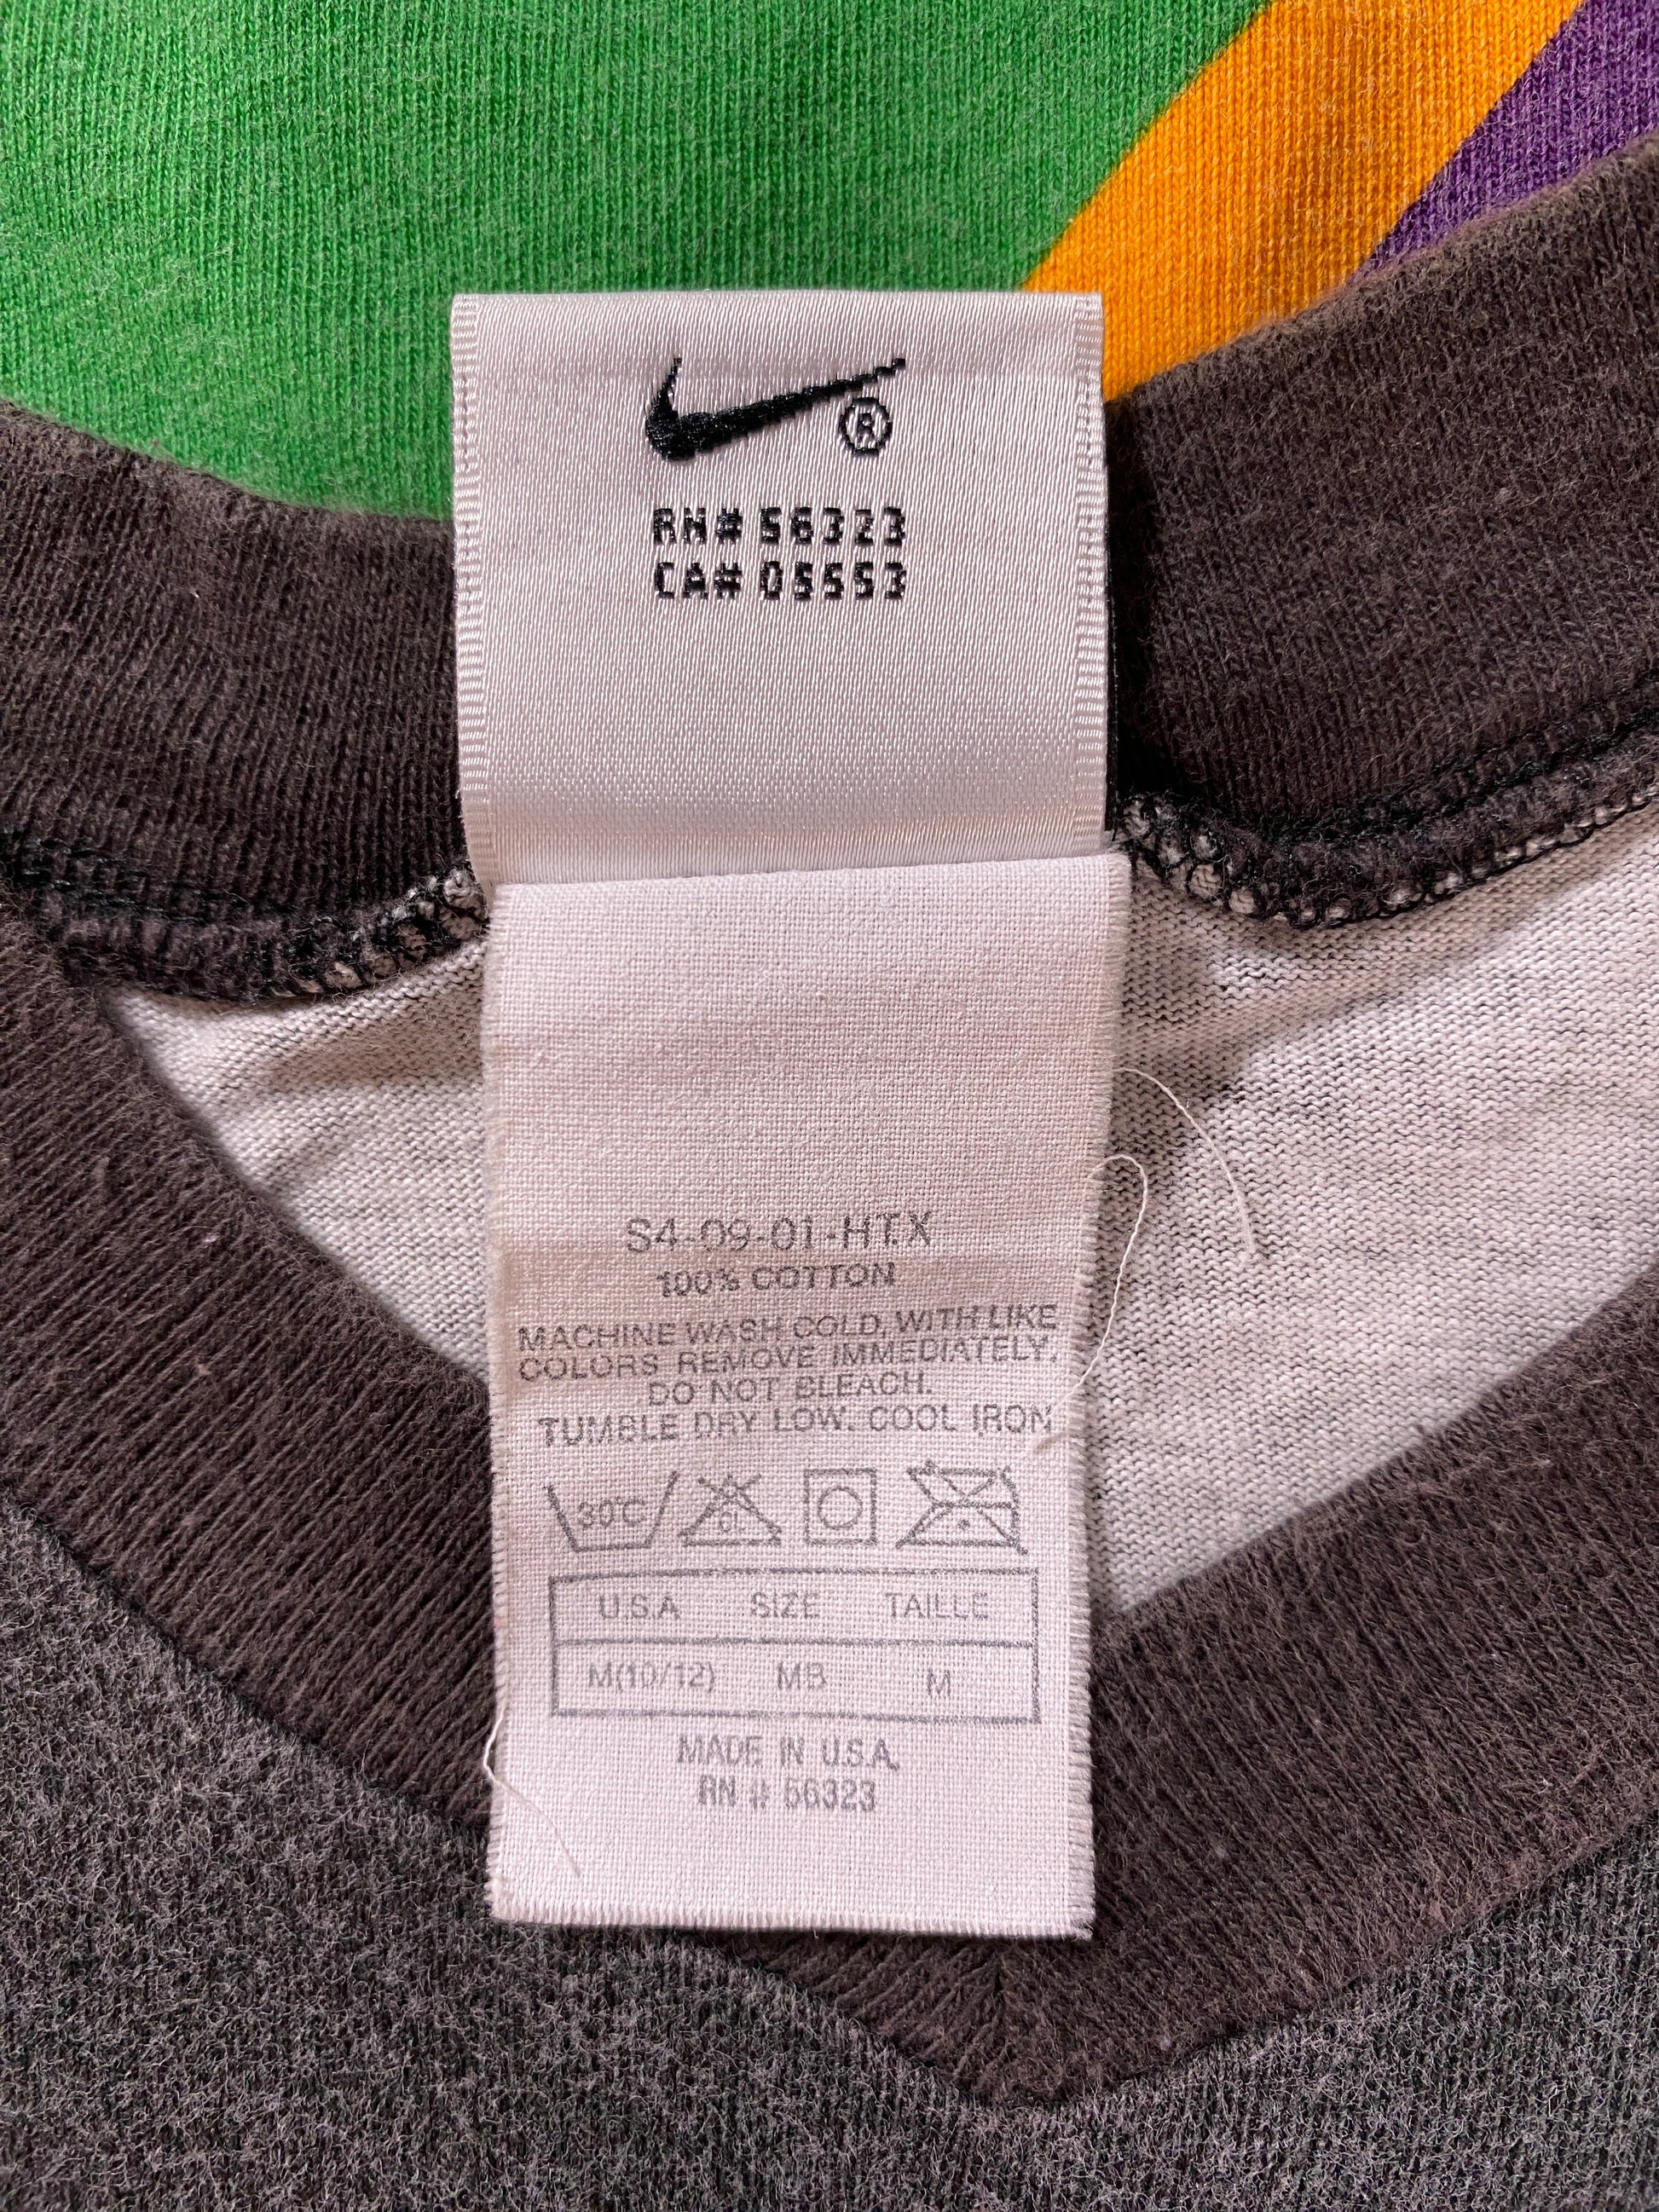 ®
RN# 56323
CA# 05553
S4-09-01-HTX
100% COTTON
MACHINE WASH COLD, WITH LIKE
COLORS REMOVE IMMEDIATELY.
DO NOT BLEACH.
TUMBLE DRY LOW. COOL IRON
30°C CL
U.S.A SIZE TAILLE
M(10/12) MB M
MADE IN U.S.A.
RN # 56323